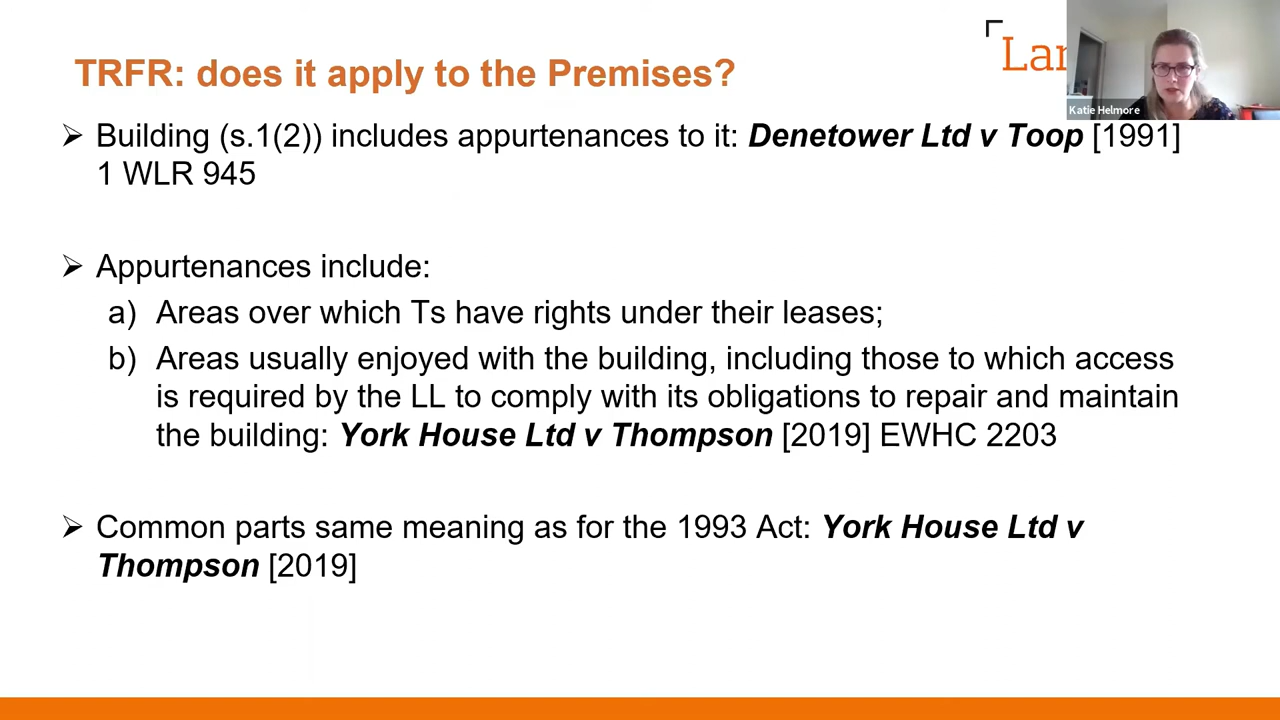 TRFR: does it apply to the Premises?
Lan
Katie Helmore
➢ Building (s.1(2)) includes appurtenances to it: Denetower Ltd v Toop [1991]
1 WLR 945
➢ Appurtenances include:
a) Areas over which Ts have rights under their leases;
b) Areas usually enjoyed with the building, including those to which access
is required by the LL to comply with its obligations to repair and maintain
the building: York House Ltd v Thompson [2019] EWHC 2203
➢ Common parts same meaning as for the 1993 Act: York House Ltd v
Thompson [2019]